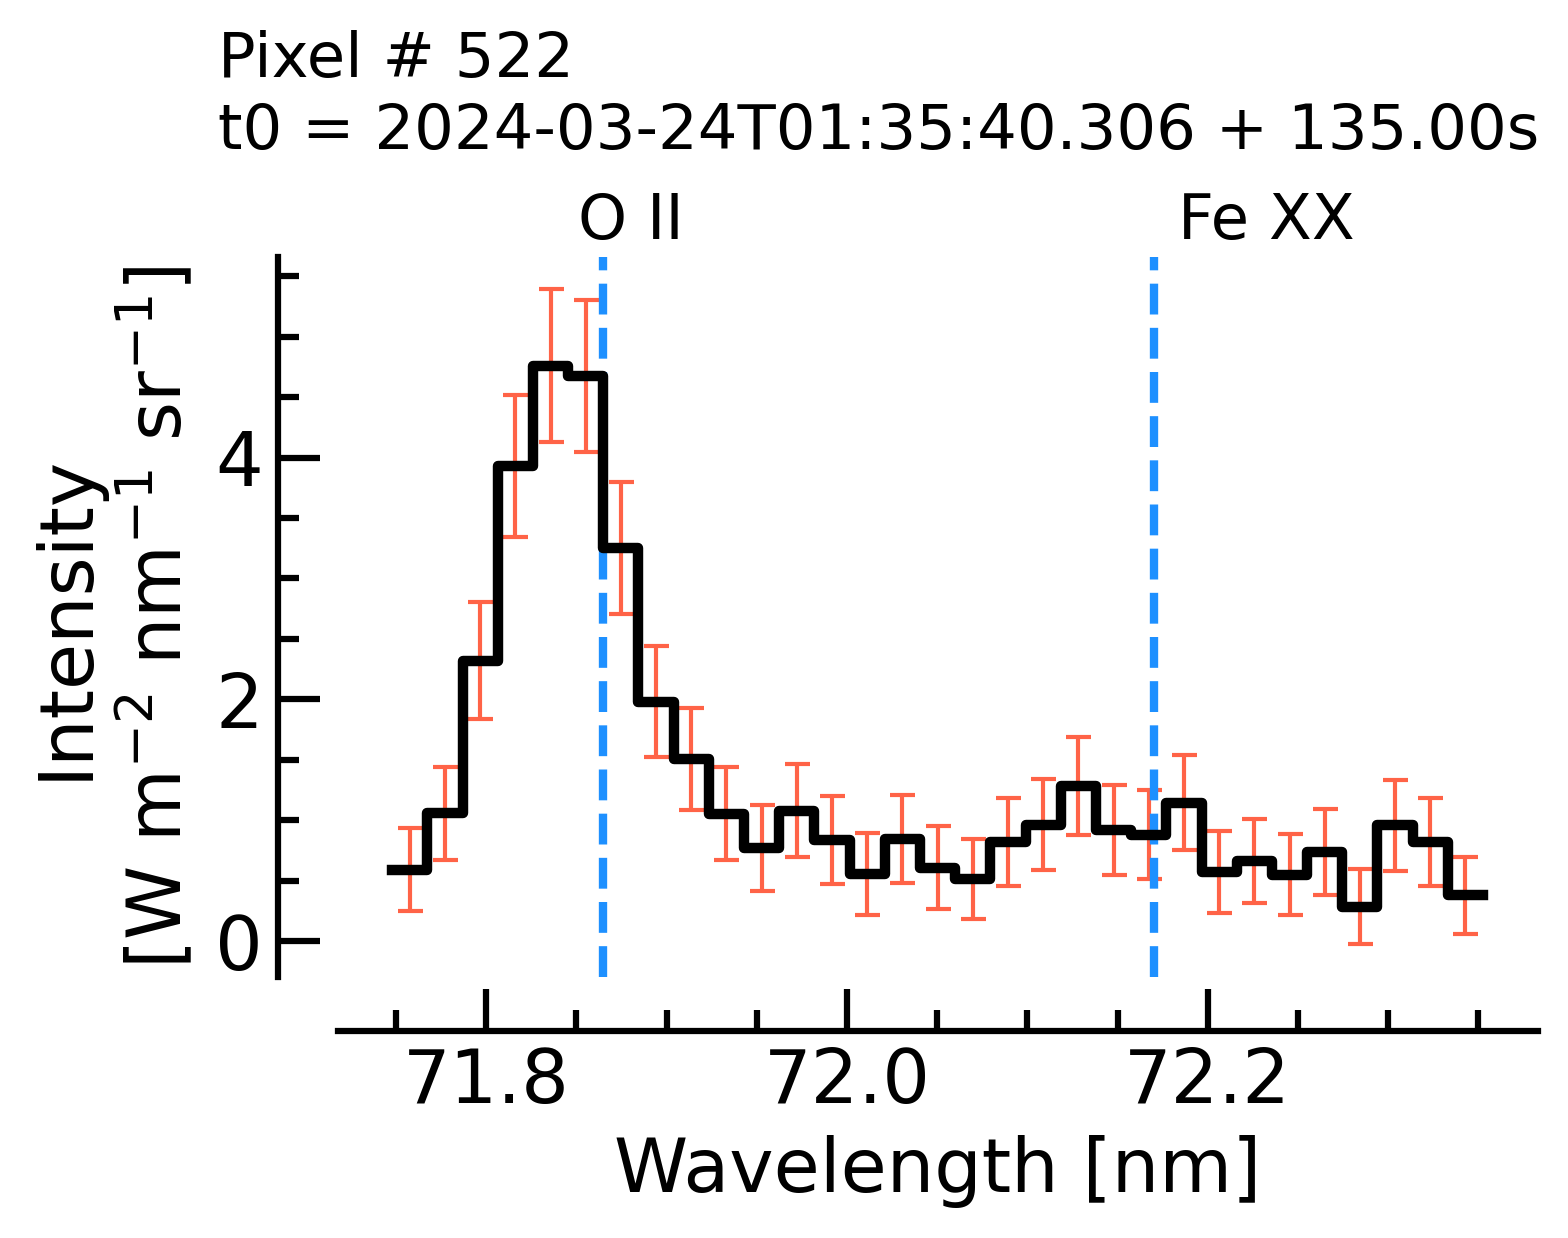 Pixel # 522
t0 = 2024-03-24T01:35:40.306 + 135.00s
O II
Fe XX
Intensity
[W m⁻² nm⁻¹ sr⁻¹]
4
2
0
71.8
72.0
72.2
Wavelength [nm]